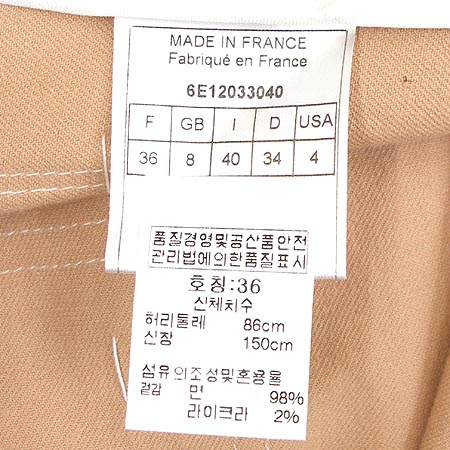 MADE IN FRANCE
Fabriqué en France
6E12033040
F GB I D USA
36 8 40 34 4
품질경영및공산품안전
관리법에의한품질표시
호칭:36
신체치수
허리둘레 86cm
신장 150cm
섬유의조성및혼용율
겉감 면 98%
라이크라 2%